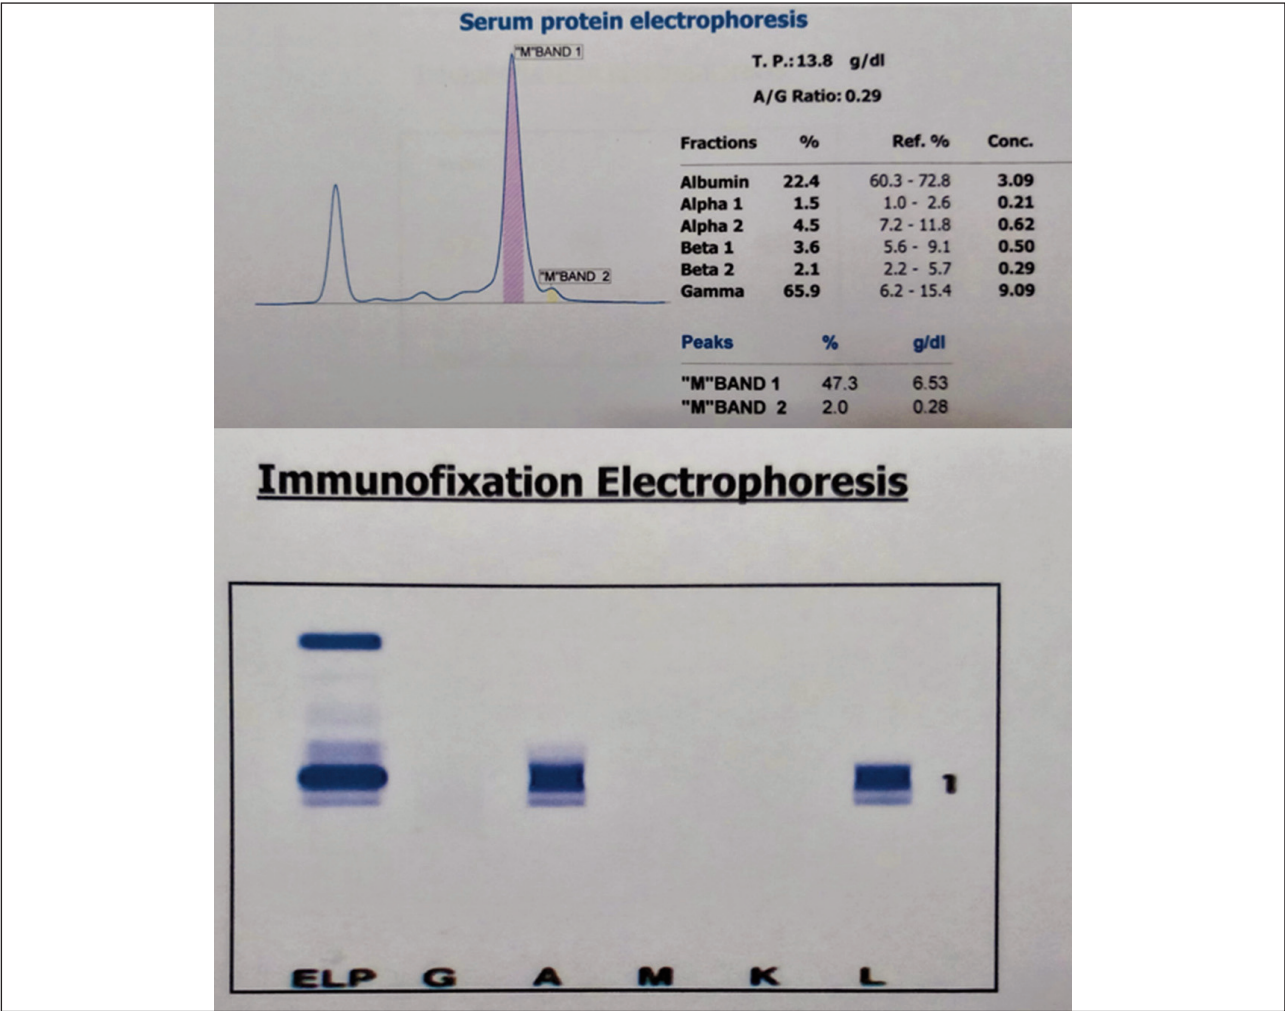 Serum protein electrophoresis
"M"BAND 1
"M"BAND 2
T. P.: 13.8 g/dl
A/G Ratio: 0.29
Fractions % Ref. % Conc.
Albumin 22.4 60.3 - 72.8 3.09
Alpha 1 1.5 1.0 - 2.6 0.21
Alpha 2 4.5 7.2 - 11.8 0.62
Beta 1 3.6 5.6 - 9.1 0.50
Beta 2 2.1 2.2 - 5.7 0.29
Gamma 65.9 6.2 - 15.4 9.09
Peaks % g/dl
"M"BAND 1 47.3 6.53
"M"BAND 2 2.0 0.28
Immunofixation Electrophoresis
1
ELP G A M K L